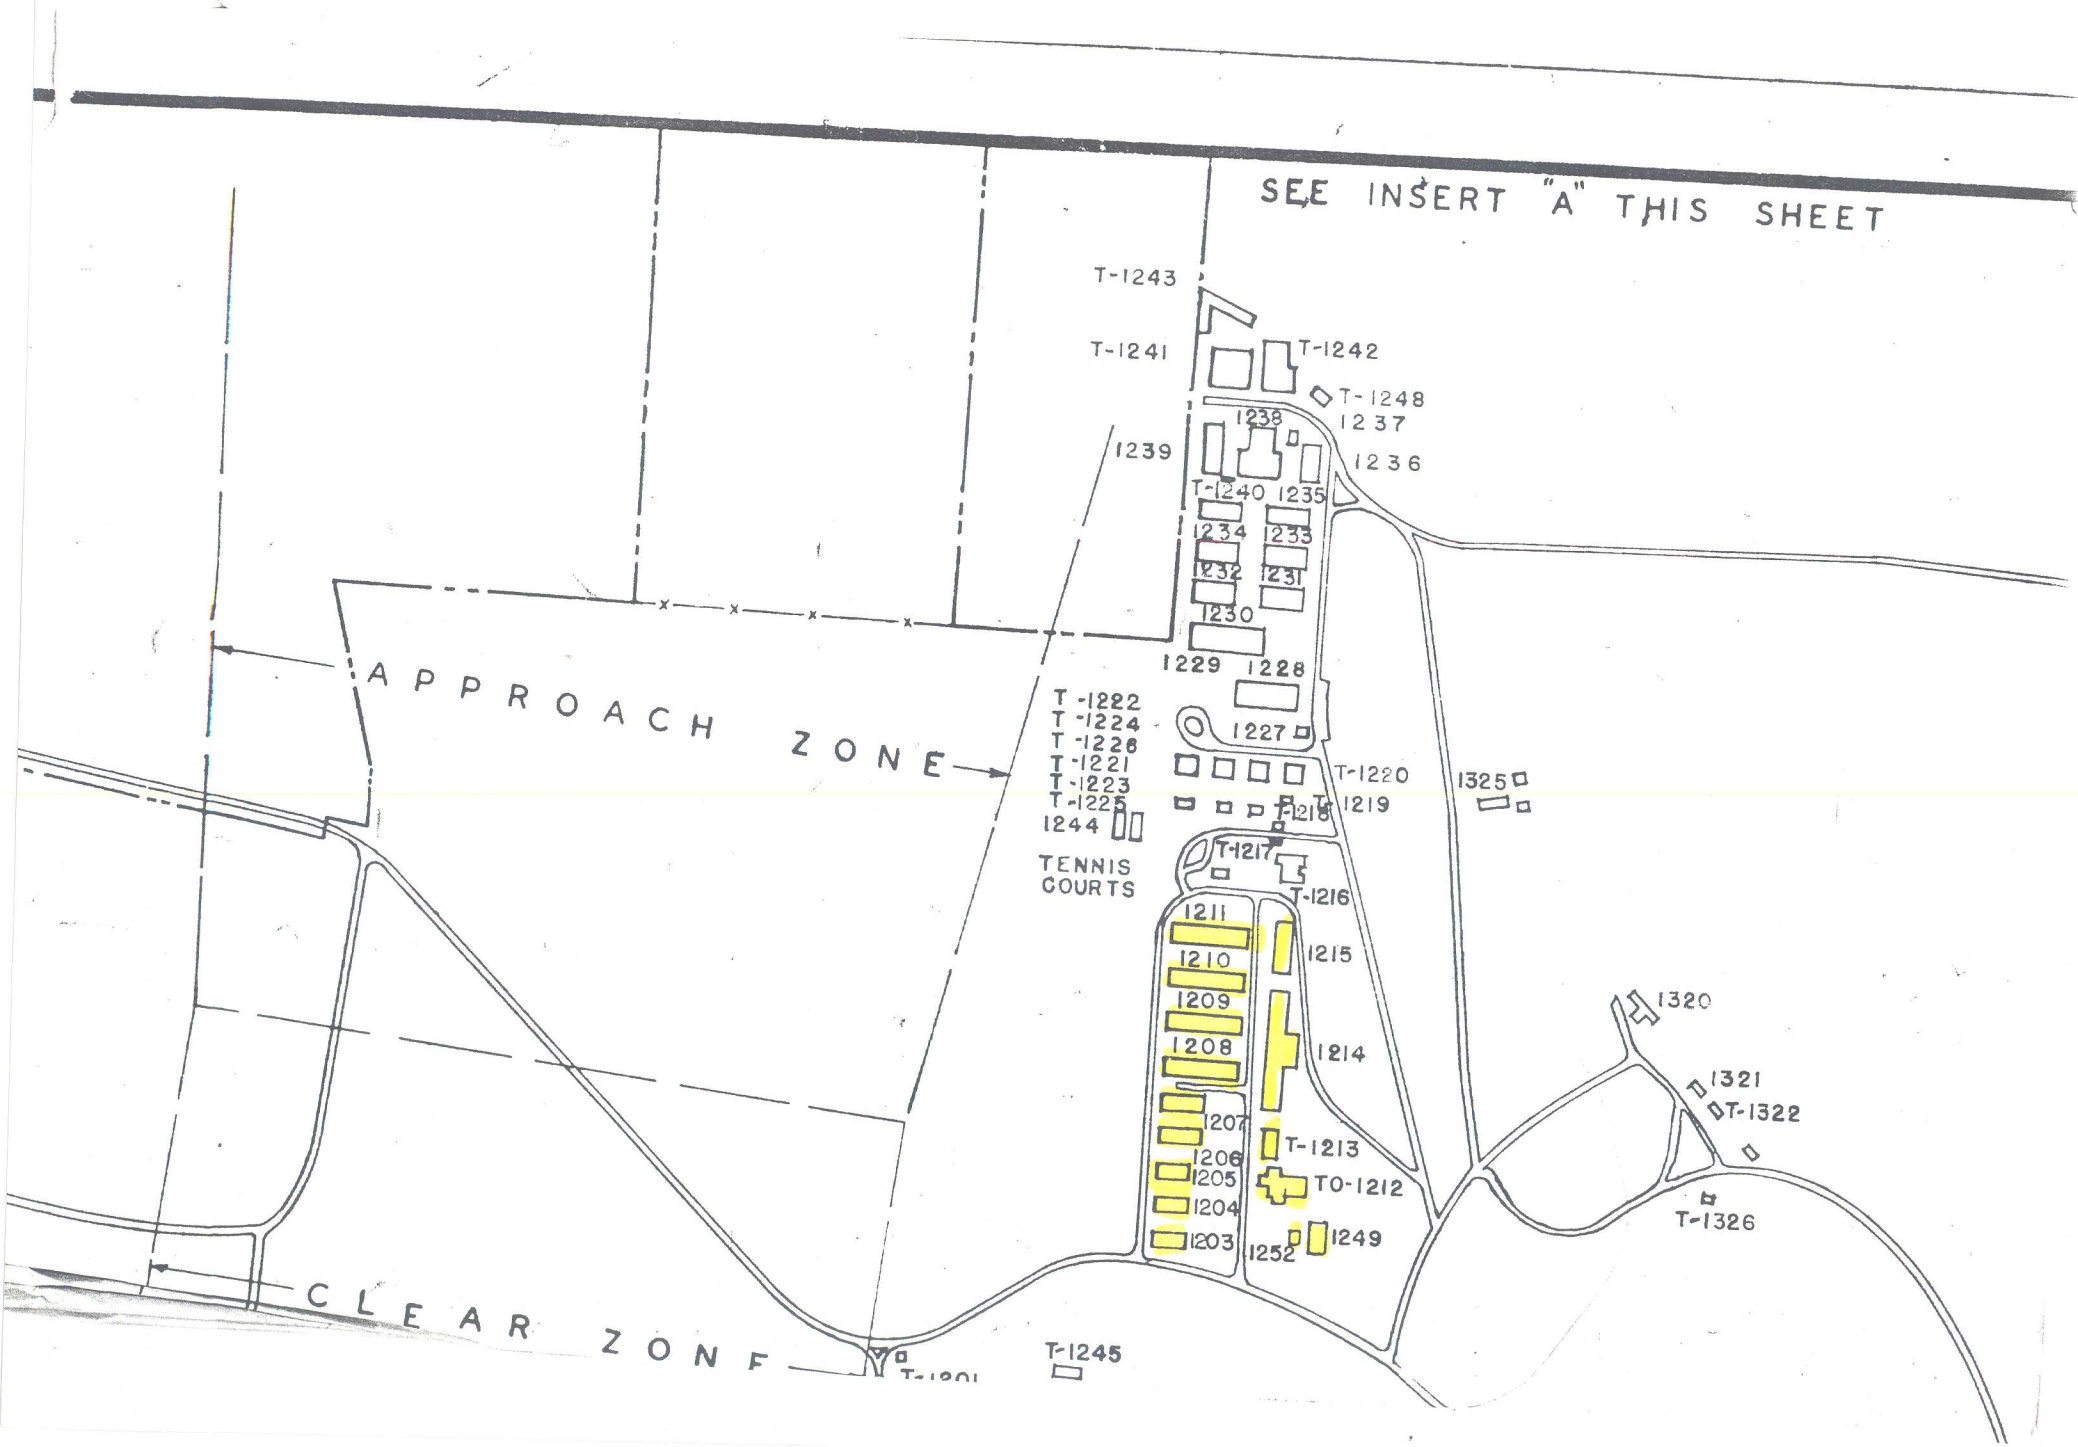 SEE INSERT "A" THIS SHEET
T-1243
T-1241
T-1242
T-1248
1237
1238
1239
1236
T-1240
1235
1234
1233
1232
1231
1230
1229
1228
T-1222
T-1224
T-1226
T-1221
T-1223
T-1225
1244
1227
T-1220
T-1219
T-1218
1325
TENNIS
COURTS
T-1217
T-1216
APPROACH ZONE
1211
1215
1210
1209
1208
1214
1207
1206
T-1213
1205
TO-1212
1204
1203
1252
1249
1320
1321
T-1322
T-1326
CLEAR ZONE
T-1201
T-1245